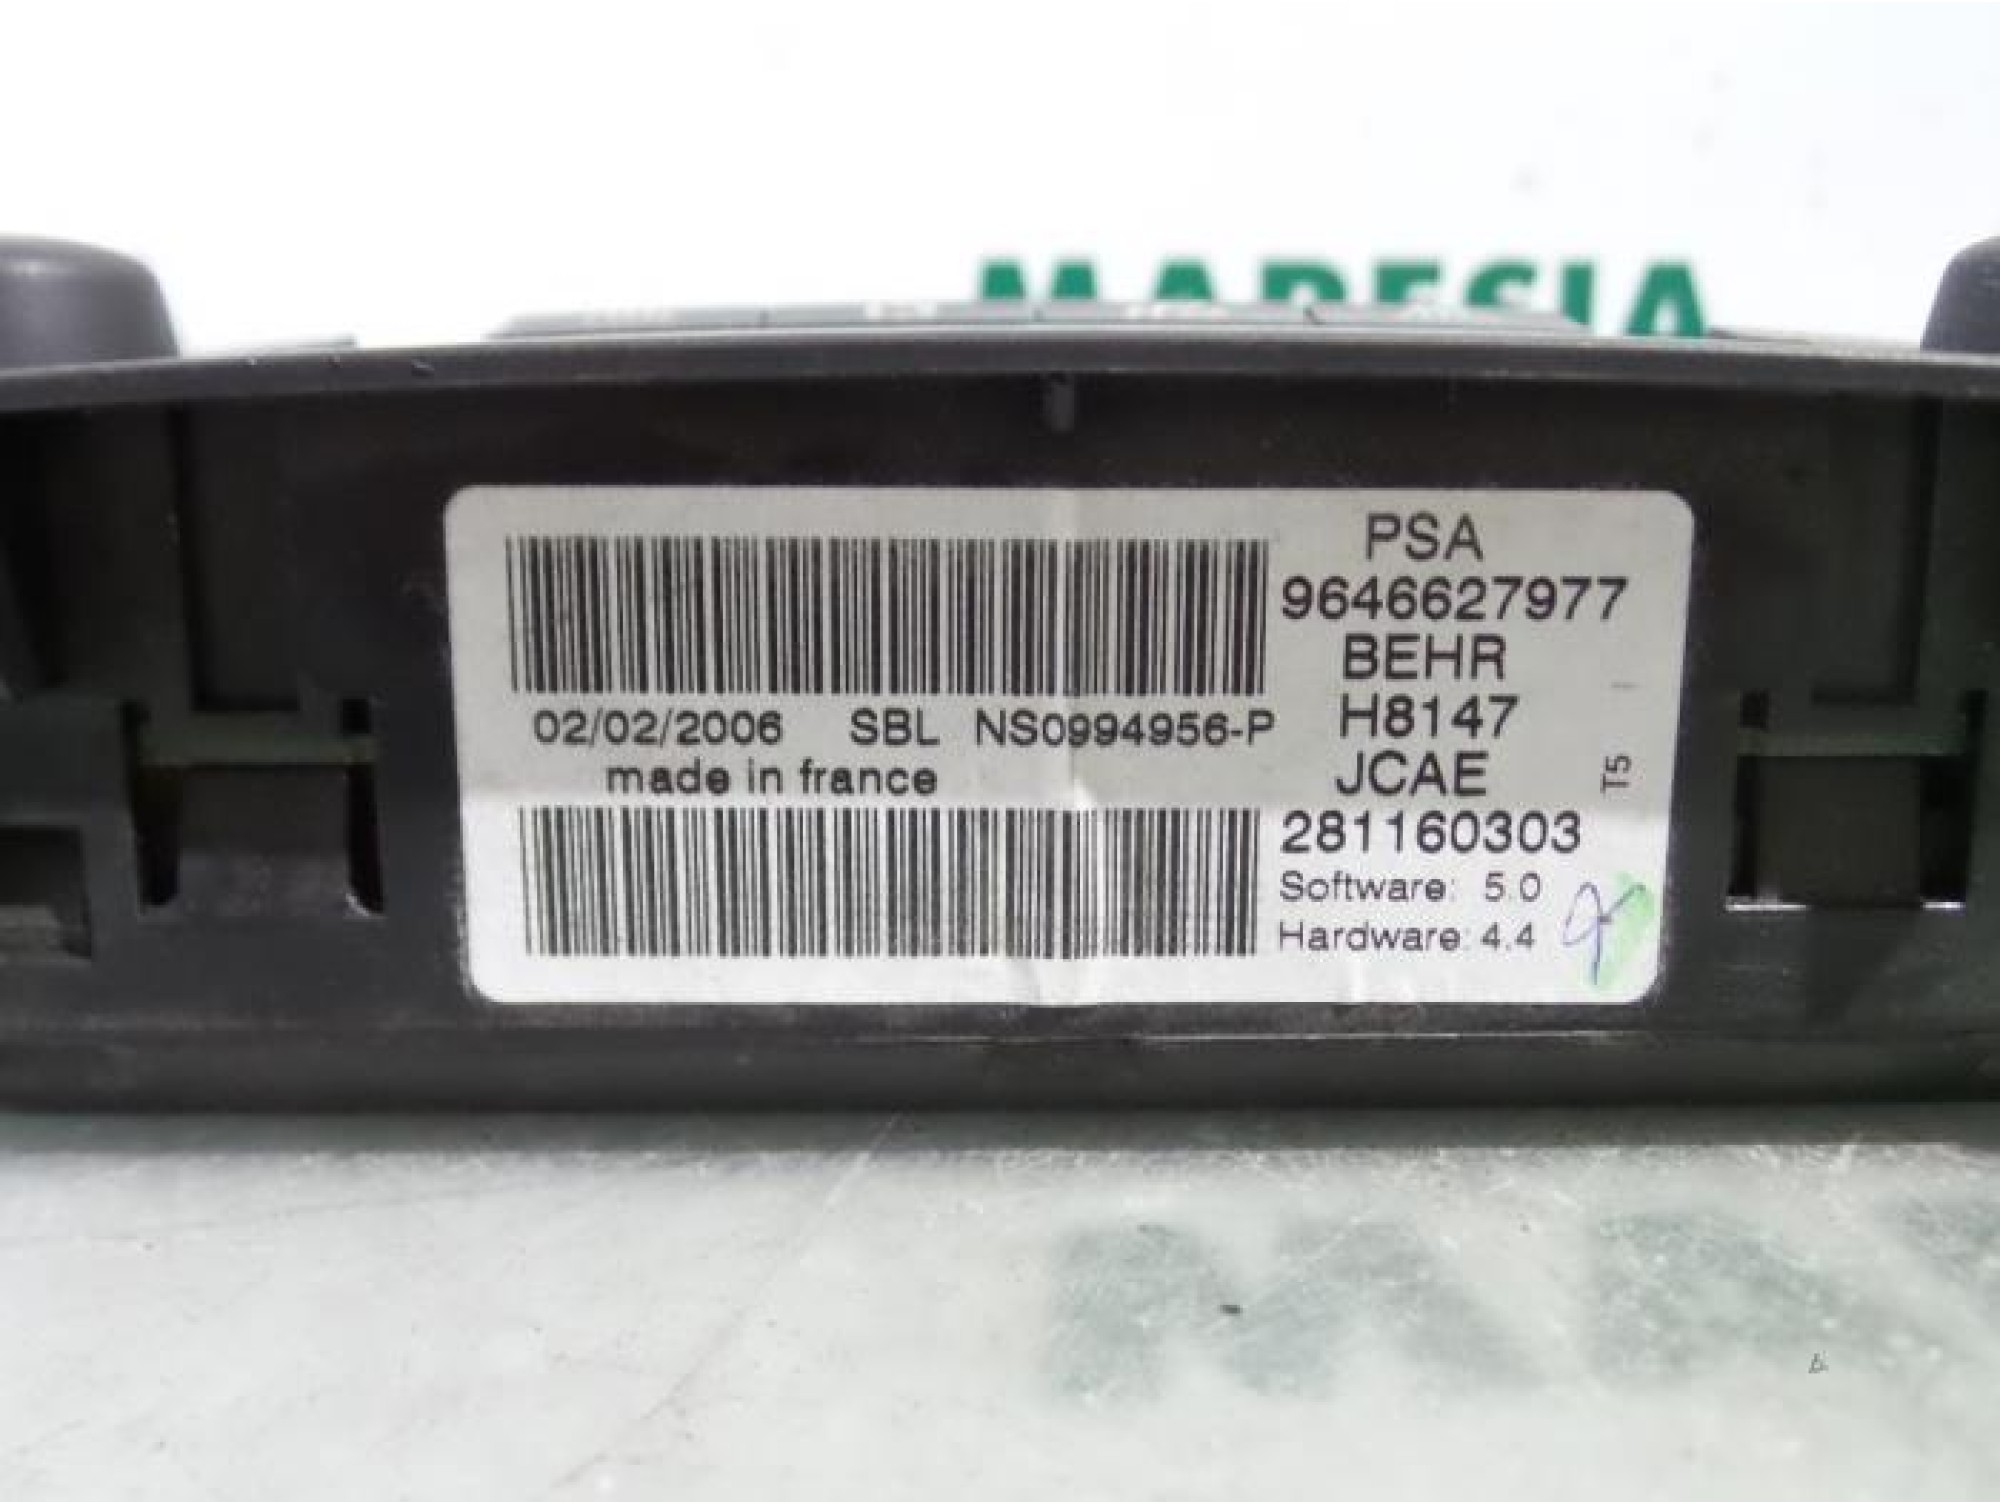 MARESIA
PSA
9646627977
BEHR
H8147
JCAE
281160303
Software: 5.0
Hardware: 4.4
T5
02/02/2006 SBL NS0994956-P
made in france